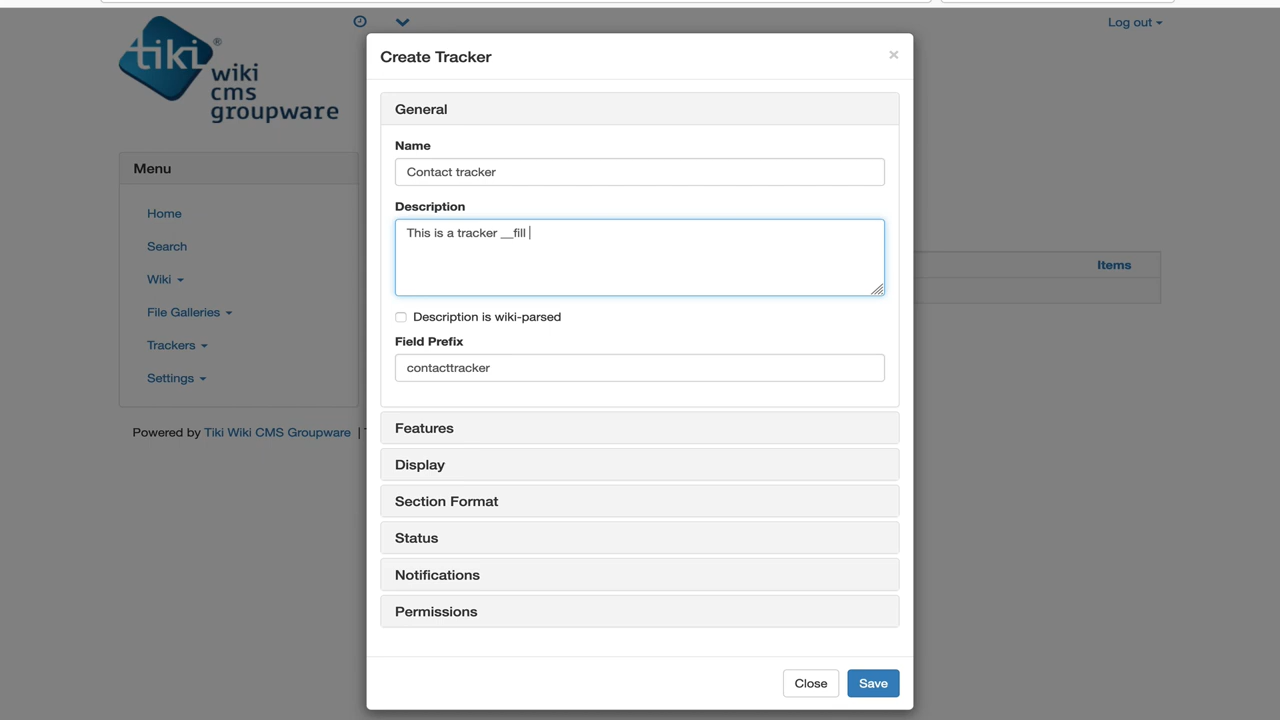 Log out
tiki®
wiki
cms
groupware
Create Tracker
×
General
Name
Contact tracker
Description
This is a tracker __fill
Description is wiki-parsed
Field Prefix
contacttracker
Features
Display
Section Format
Status
Notifications
Permissions
Close
Save
Menu
Home
Search
Wiki
File Galleries
Trackers
Settings
Powered by Tiki Wiki CMS Groupware |
Items